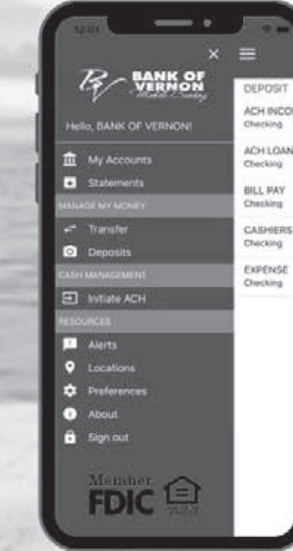 12:01
BANK OF
VERNON
Mobile Banking
Hello, BANK OF VERNON!
My Accounts
Statements
MANAGE MY MONEY
Transfer
Deposits
CASH MANAGEMENT
Initiate ACH
RESOURCES
Alerts
Locations
Preferences
About
Sign out
Member
FDIC
DEPOSIT
ACH INCO
Checking
ACH LOAN
Checking
BILL PAY
Checking
CASHIERS
Checking
EXPENSE
Checking